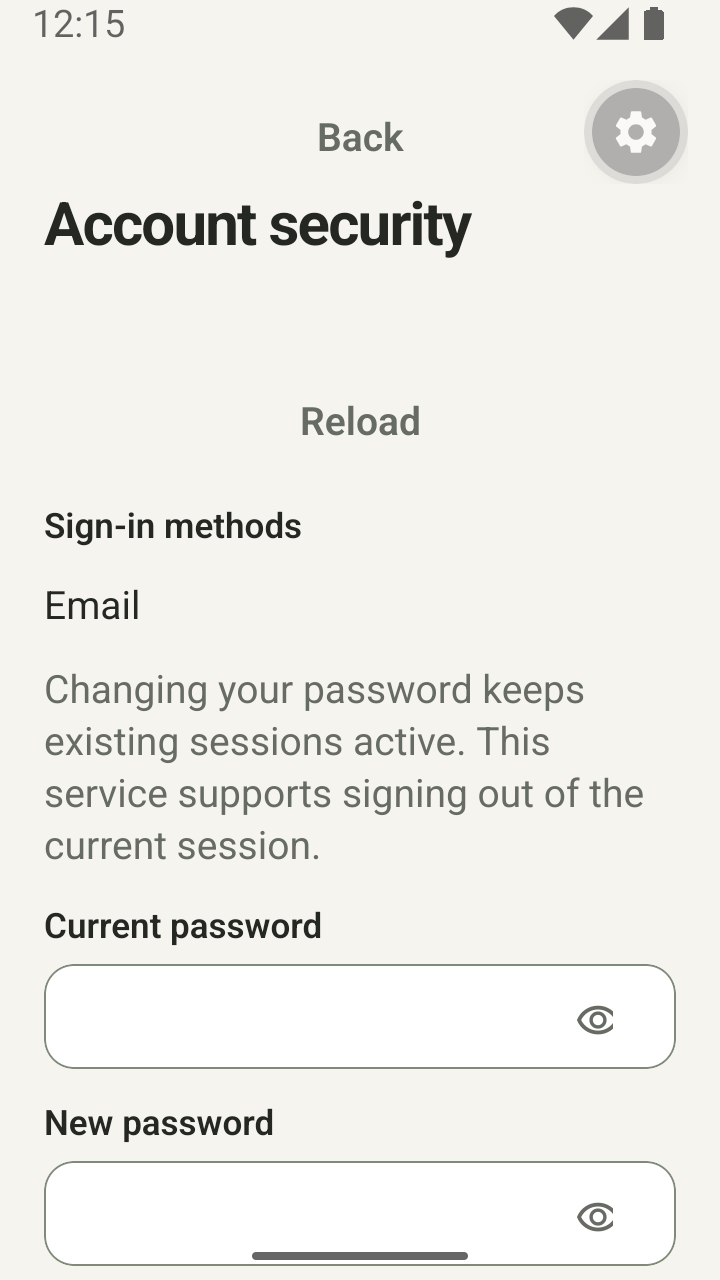 12:15
Back
Account security
Reload
Sign-in methods
Email
Changing your password keeps
existing sessions active. This
service supports signing out of the
current session.
Current password
New password